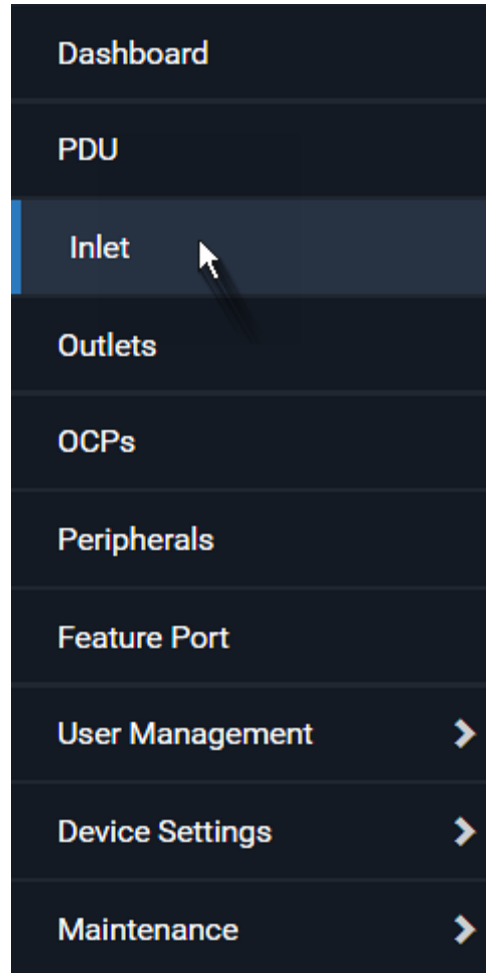 Dashboard
PDU
Inlet
Outlets
OCPs
Peripherals
Feature Port
User Management
Device Settings
Maintenance